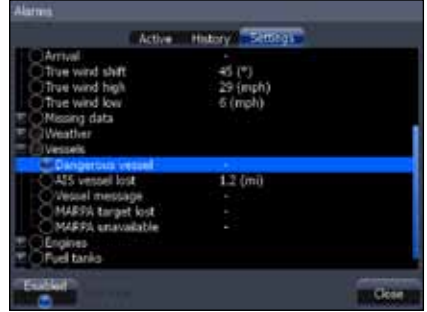 Alarms
Active History Settings
Arrival -
True wind shift 45 (°)
True wind high 29 (mph)
True wind low 6 (mph)
Missing data
Weather
Vessels
Dangerous vessel -
AIS vessel lost 1.2 (mi)
Vessel message -
MARPA target lost -
MARPA unavailable -
Engines
Fuel tanks
Enabled
Close